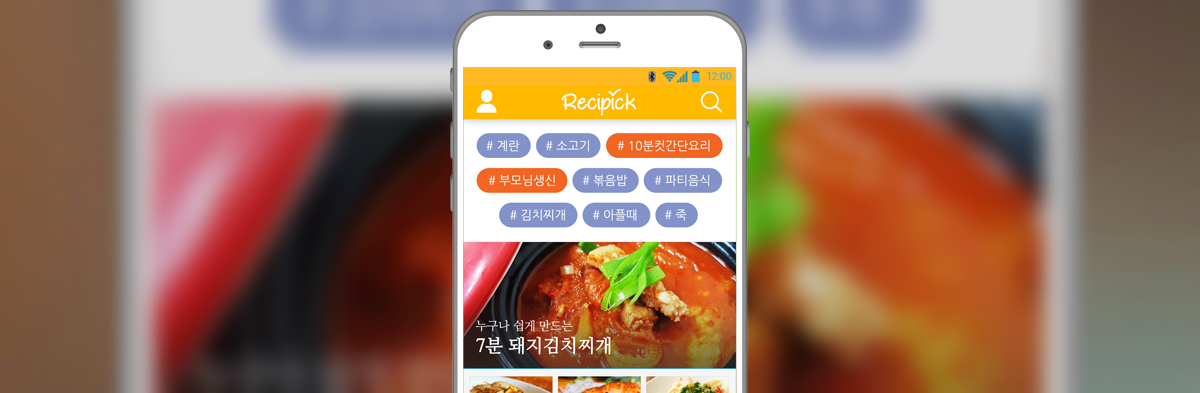 12:00
Recipick
# 계란 # 소고기 # 10분컷간단요리
# 부모님생신 # 볶음밥 # 파티음식
# 김치찌개 # 아플때 # 죽
누구나 쉽게 만드는
7분 돼지김치찌개